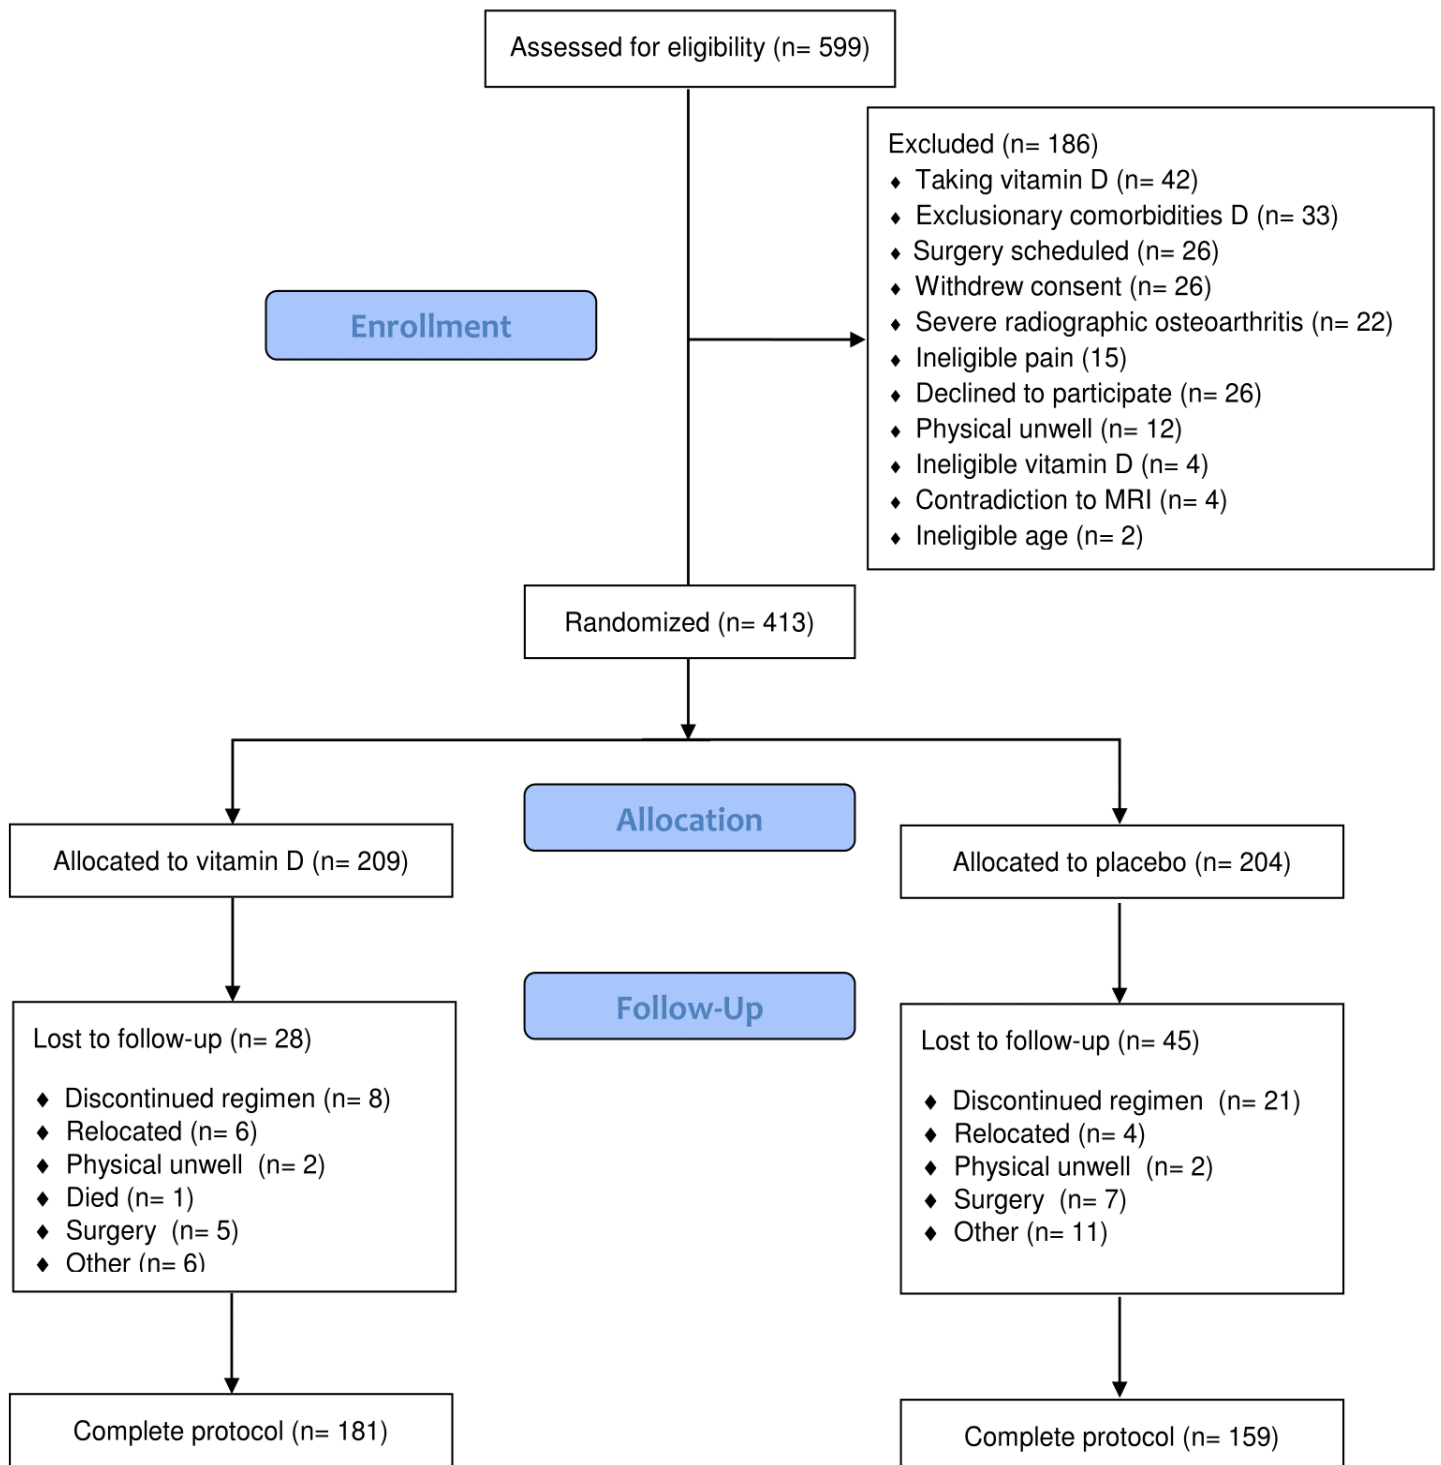 Assessed for eligibility (n= 599)
Excluded (n= 186)
♦ Taking vitamin D (n= 42)
♦ Exclusionary comorbidities D (n= 33)
♦ Surgery scheduled (n= 26)
♦ Withdrew consent (n= 26)
♦ Severe radiographic osteoarthritis (n= 22)
♦ Ineligible pain (15)
♦ Declined to participate (n= 26)
♦ Physical unwell (n= 12)
♦ Ineligible vitamin D (n= 4)
♦ Contradiction to MRI (n= 4)
♦ Ineligible age (n= 2)
Enrollment
Randomized (n= 413)
Allocation
Allocated to vitamin D (n= 209)
Allocated to placebo (n= 204)
Follow-Up
Lost to follow-up (n= 28)
♦ Discontinued regimen (n= 8)
♦ Relocated (n= 6)
♦ Physical unwell (n= 2)
♦ Died (n= 1)
♦ Surgery (n= 5)
♦ Other (n= 6)
Lost to follow-up (n= 45)
♦ Discontinued regimen (n= 21)
♦ Relocated (n= 4)
♦ Physical unwell (n= 2)
♦ Surgery (n= 7)
♦ Other (n= 11)
Complete protocol (n= 181)
Complete protocol (n= 159)